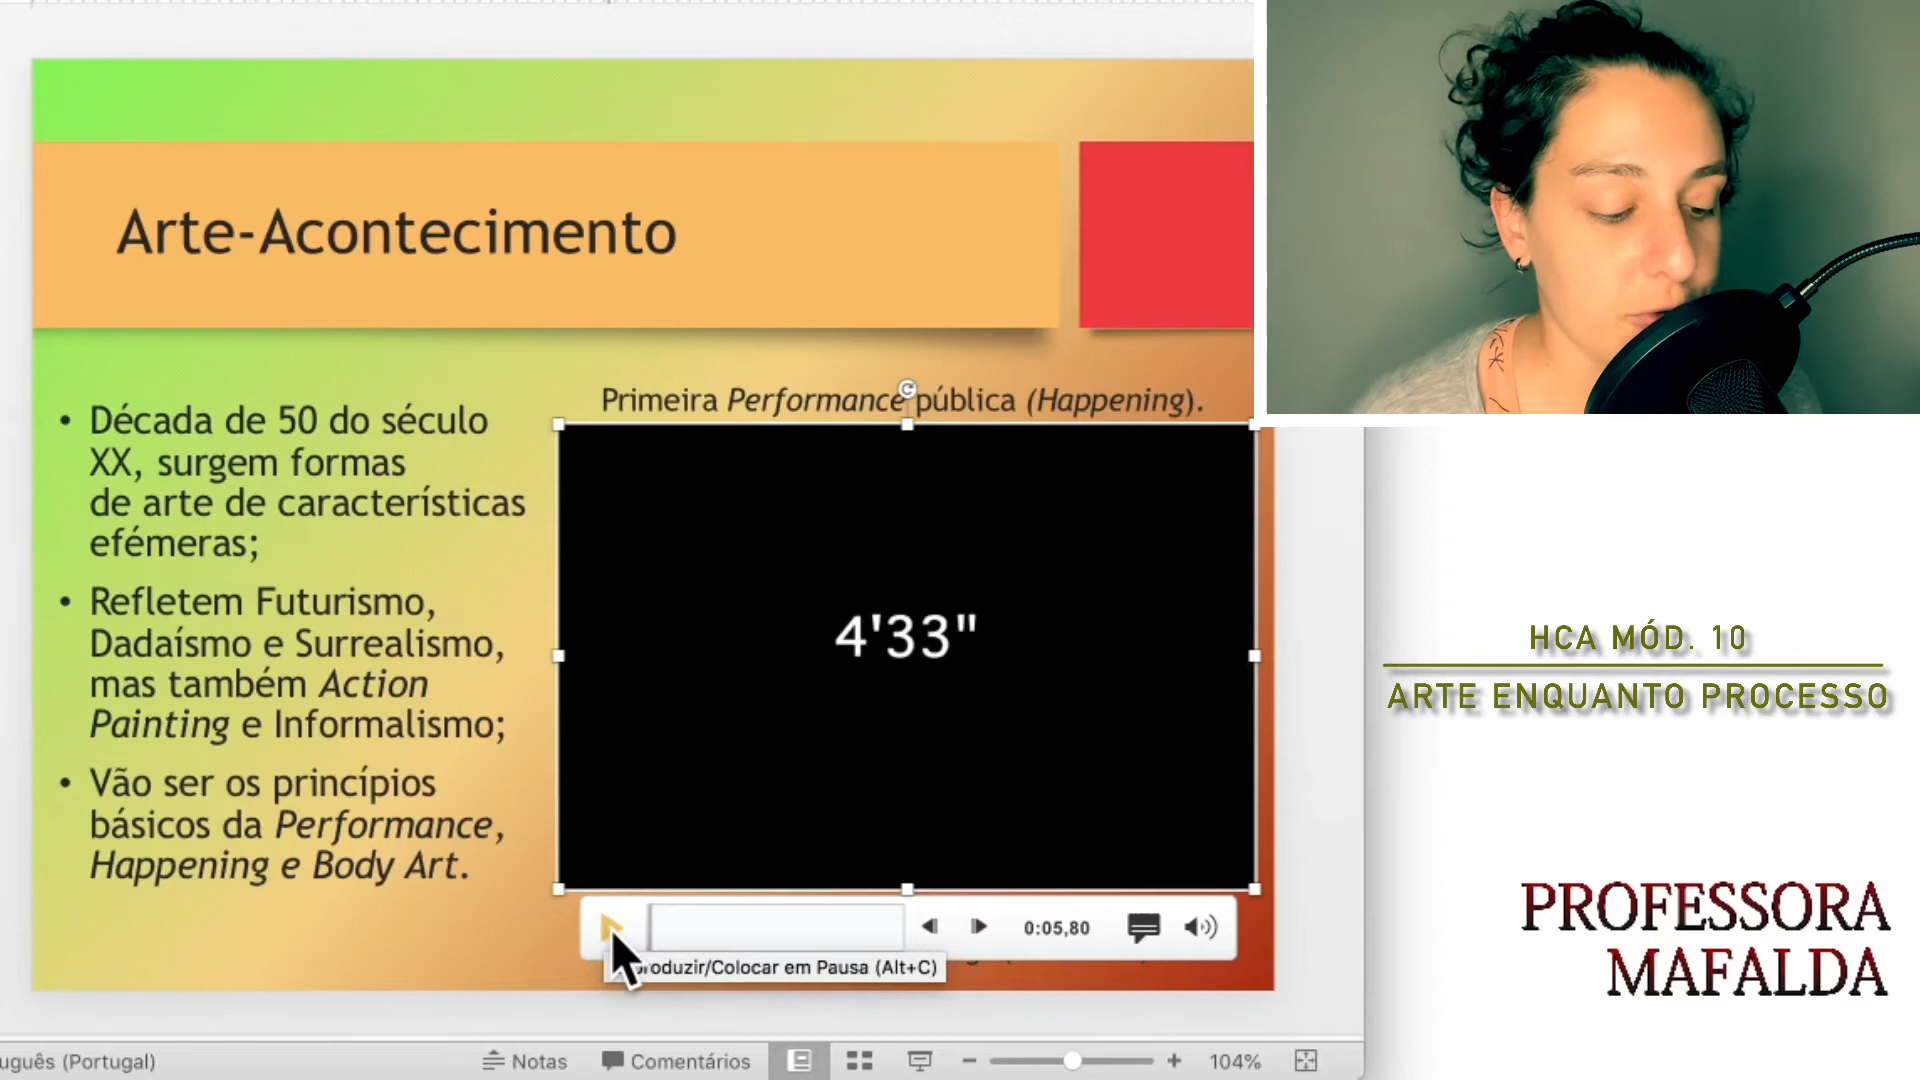 Arte-Acontecimento
• Década de 50 do século
XX, surgem formas
de arte de características
efémeras;
• Refletem Futurismo,
Dadaísmo e Surrealismo,
mas também Action
Painting e Informalismo;
• Vão ser os princípios
básicos da Performance,
Happening e Body Art.
Primeira Performance pública (Happening).
4'33"
0:05,80
produzir/Colocar em Pausa (Alt+C)
HCA MÓD. 10
ARTE ENQUANTO PROCESSO
PROFESSORA
MAFALDA
(Portugal)
Notas
Comentários
104%